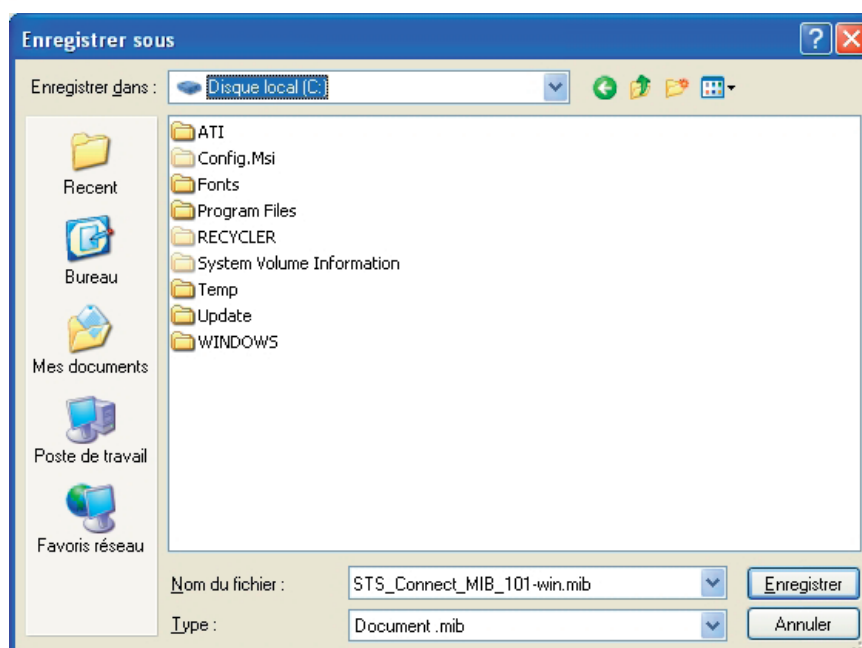 Enregistrer sous
Enregistrer dans :
Disque local (C:)
Recent
Bureau
Mes documents
Poste de travail
Favoris réseau
ATI
Config.Msi
Fonts
Program Files
RECYCLER
System Volume Information
Temp
Update
WINDOWS
Nom du fichier :
STS_Connect_MIB_101-win.mib
Enregistrer
Type :
Document .mib
Annuler